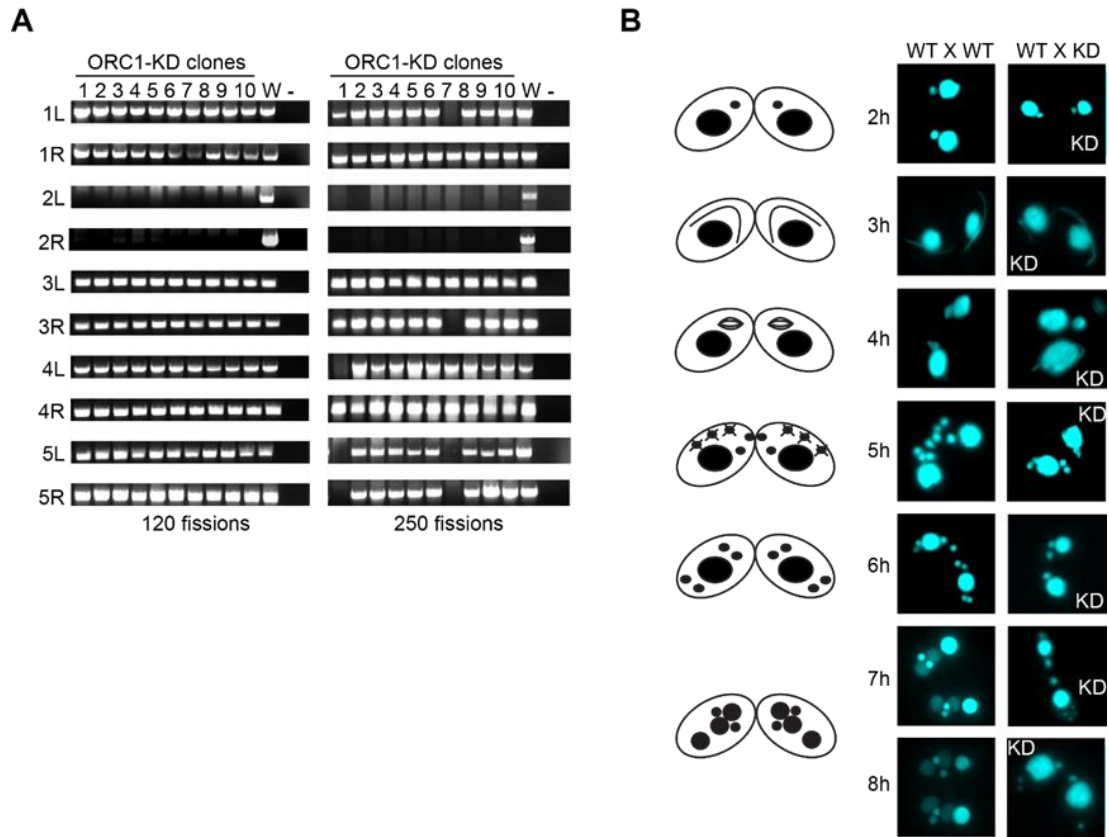 A
ORC1-KD clones ORC1-KD clones
1 2 3 4 5 6 7 8 9 10 W - 1 2 3 4 5 6 7 8 9 10 W -
1L
1R
2L
2R
3L
3R
4L
4R
5L
5R
120 fissions 250 fissions
B
WT X WT WT X KD
2h KD
3h KD
4h KD
5h KD
6h KD
7h KD
8h KD